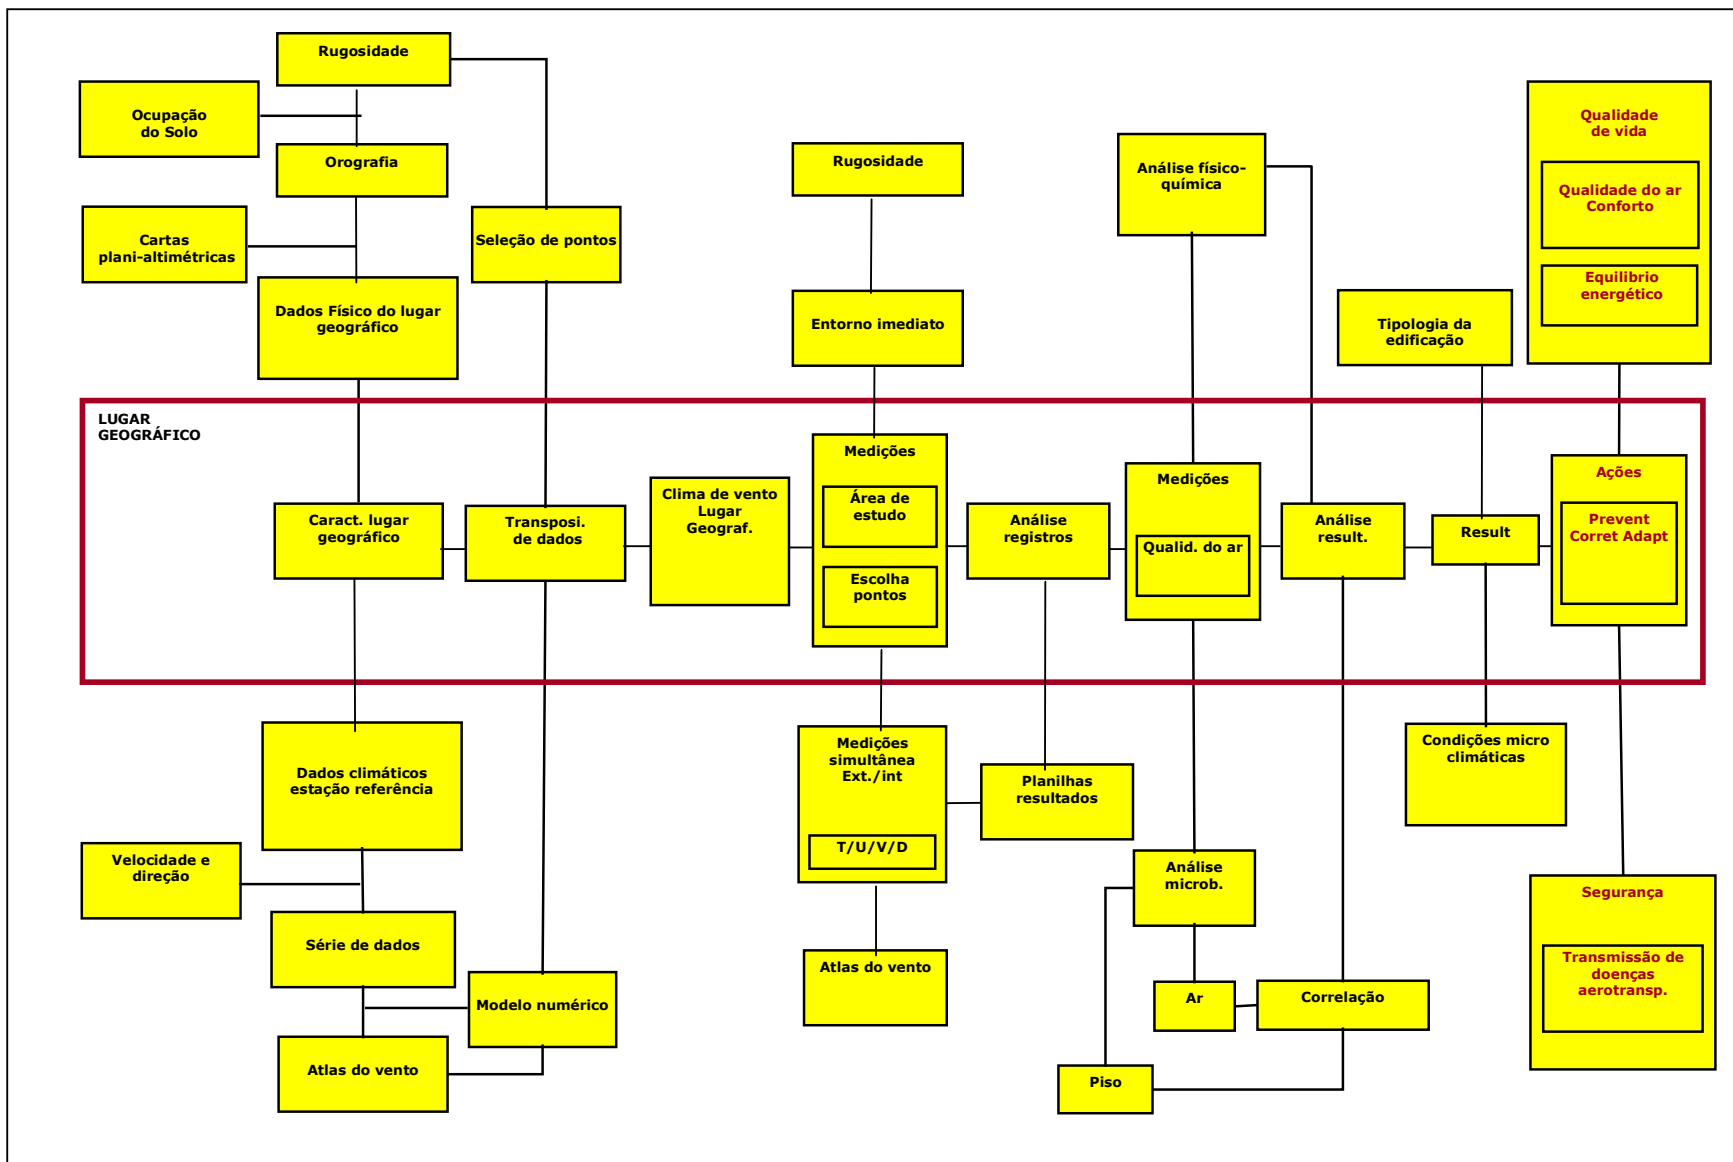 Rugosidade
Ocupação
do Solo
Orografia
Cartas
plani-altimétricas
Dados Físico do lugar
geográfico
Seleção de pontos
Rugosidade
Entorno imediato
Análise físico-
química
Tipologia da
edificação
Qualidade
de vida
Qualidade do ar
Conforto
Equilibrio
energético
LUGAR
GEOGRÁFICO
Caract. lugar
geográfico
Transposi.
de dados
Clima de vento
Lugar
Geograf.
Medições
Área de
estudo
Escolha
pontos
Análise
registros
Medições
Qualid. do ar
Análise
result.
Result
Ações
Prevent
Corret Adapt
Dados climáticos
estação referência
Velocidade e
direção
Série de dados
Modelo numérico
Atlas do vento
Medições
simultânea
Ext./int
T/U/V/D
Planilhas
resultados
Atlas do vento
Análise
microb.
Ar
Correlação
Piso
Condições micro
climáticas
Segurança
Transmissão de
doenças
aerotransp.